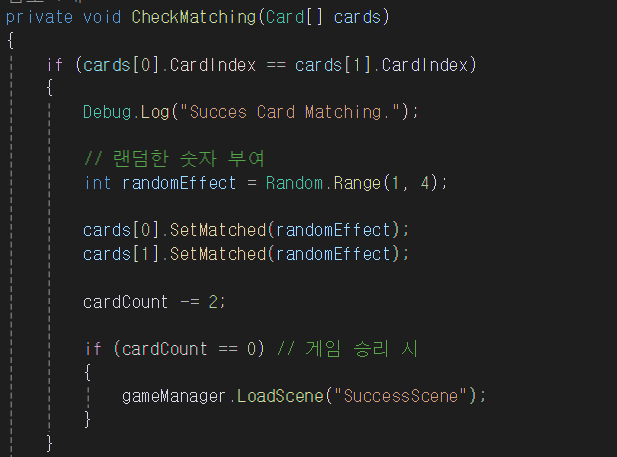 private void CheckMatching(Card[] cards)
{
if (cards[0].CardIndex == cards[1].CardIndex)
{
Debug.Log("Succes Card Matching.");
// 랜덤한 숫자 부여
int randomEffect = Random.Range(1, 4);
cards[0].SetMatched(randomEffect);
cards[1].SetMatched(randomEffect);
cardCount -= 2;
if (cardCount == 0) // 게임 승리 시
{
gameManager.LoadScene("SuccessScene");
}
}